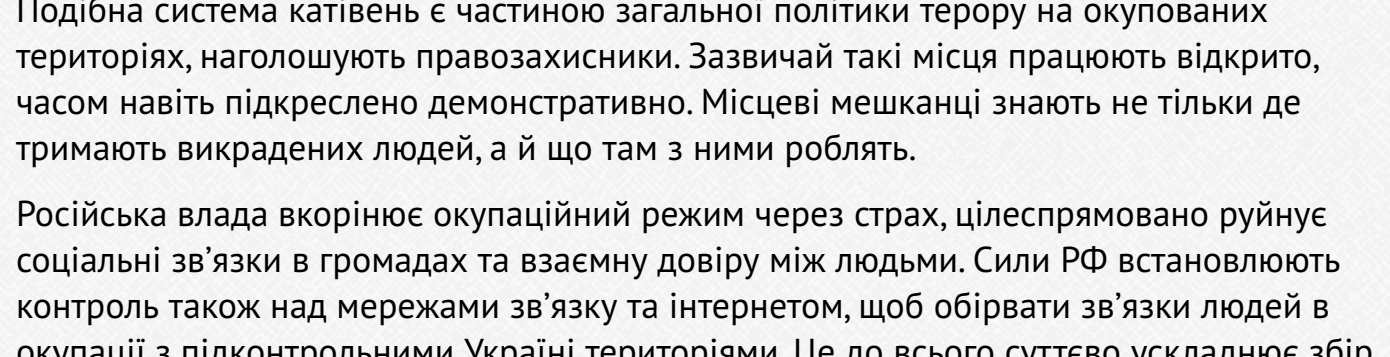 Подібна система катівень є частиною загальної політики терору на окупованих
територіях, наголошують правозахисники. Зазвичай такі місця працюють відкрито,
часом навіть підкреслено демонстративно. Місцеві мешканці знають не тільки де
тримають викрадених людей, а й що там з ними роблять.
Російська влада вкорінює окупаційний режим через страх, цілеспрямовано руйнує
соціальні зв’язки в громадах та взаємну довіру між людьми. Сили РФ встановлюють
контроль також над мережами зв’язку та інтернетом, щоб обірвати зв’язки людей в
окупації з підконтрольними Україні територіями. Це до всього суттєво ускладнює збір